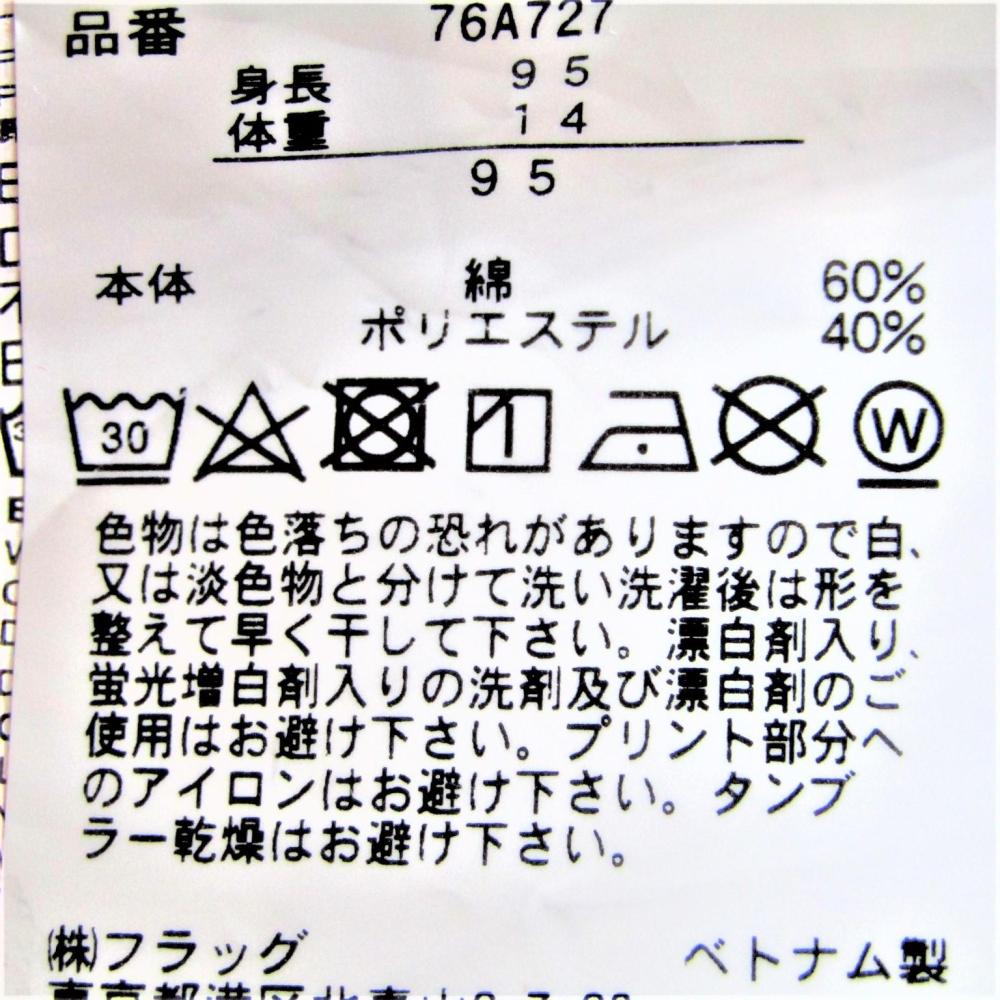 品番 76A727
身長 95
体重 14
95
本体 綿 60%
ポリエステル 40%
30 W
色物は色落ちの恐れがありますので白、
又は淡色物と分けて洗い洗濯後は形を
整えて早く干して下さい。漂白剤入り、
蛍光増白剤入りの洗剤及び漂白剤のご
使用はお避け下さい。プリント部分へ
のアイロンはお避け下さい。タンブ
ラー乾燥はお避け下さい。
㈱フラッグ ベトナム製